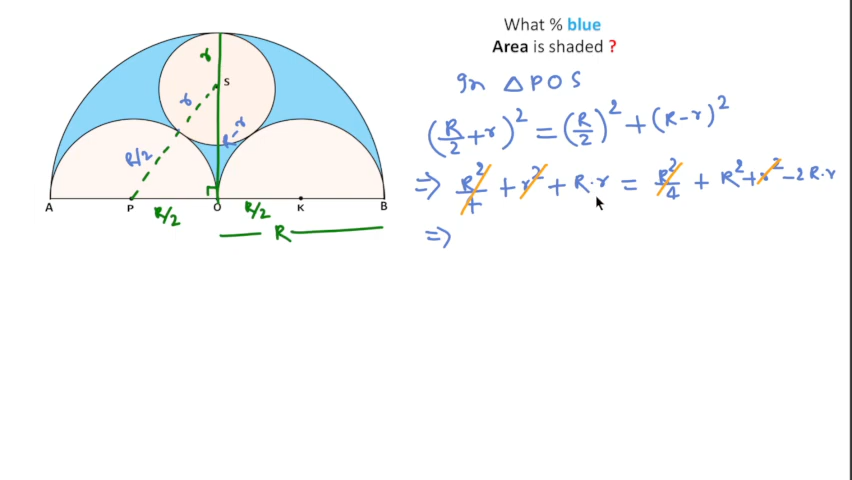 What % blue
Area is shaded ?
In △ POS
(R/2 + r)² = (R/2)² + (R - r)²
⇒ R²/4 + r² + R·r = R²/4 + R² + r² - 2R·r
⇒
r
S
r
R-r
R/2
A P O K B
R/2 R/2
R